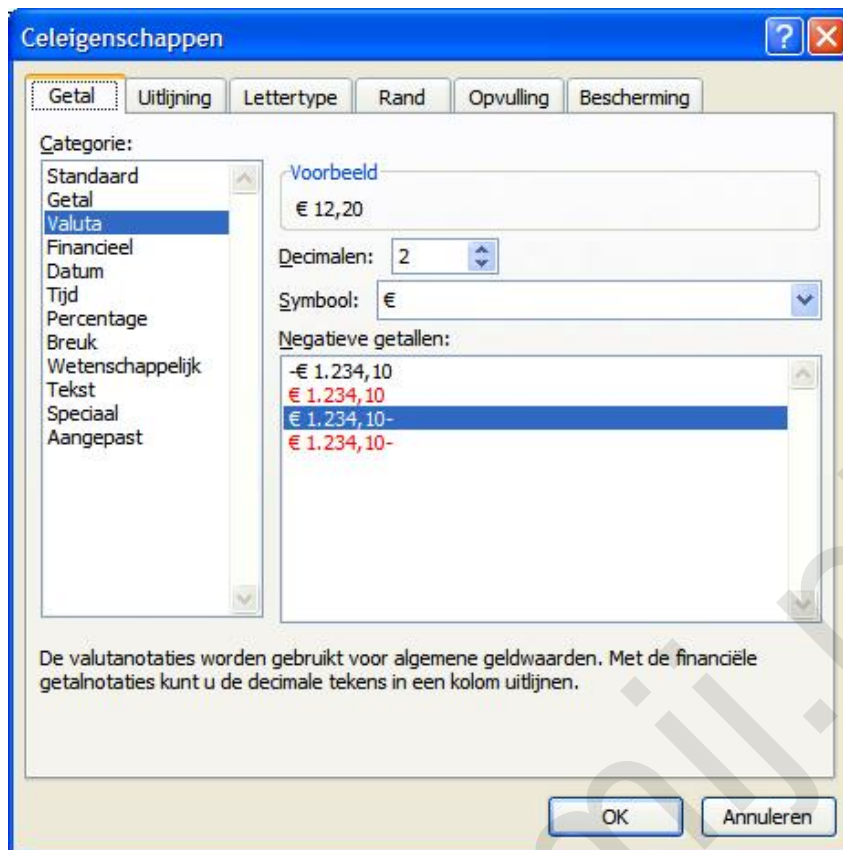 Celeigenschappen
Getal Uitlijning Lettertype Rand Opvulling Bescherming
Categorie:
Standaard
Getal
Valuta
Financieel
Datum
Tijd
Percentage
Breuk
Wetenschappelijk
Tekst
Speciaal
Aangepast
Voorbeeld
€ 12,20
Decimalen: 2
Symbool: €
Negatieve getallen:
-€ 1.234,10
€ 1.234,10
€ 1.234,10-
€ 1.234,10-
De valutanotaties worden gebruikt voor algemene geldwaarden. Met de financiële
getalnotaties kunt u de decimale tekens in een kolom uitlijnen.
OK Annuleren